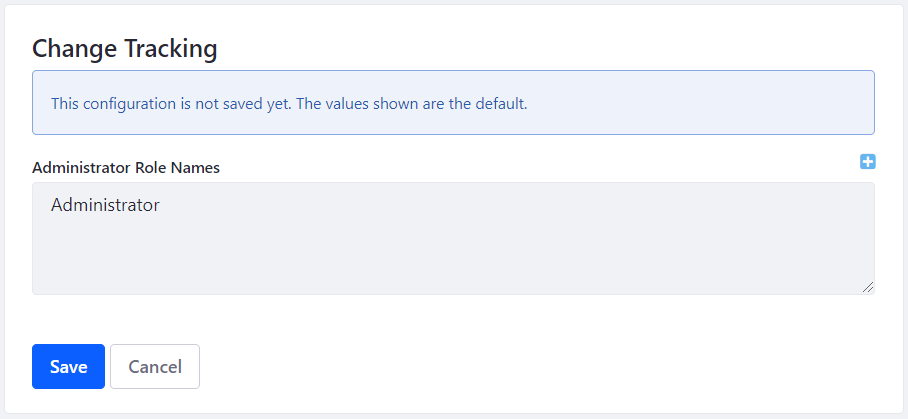 Change Tracking
This configuration is not saved yet. The values shown are the default.
Administrator Role Names
Administrator
Save Cancel